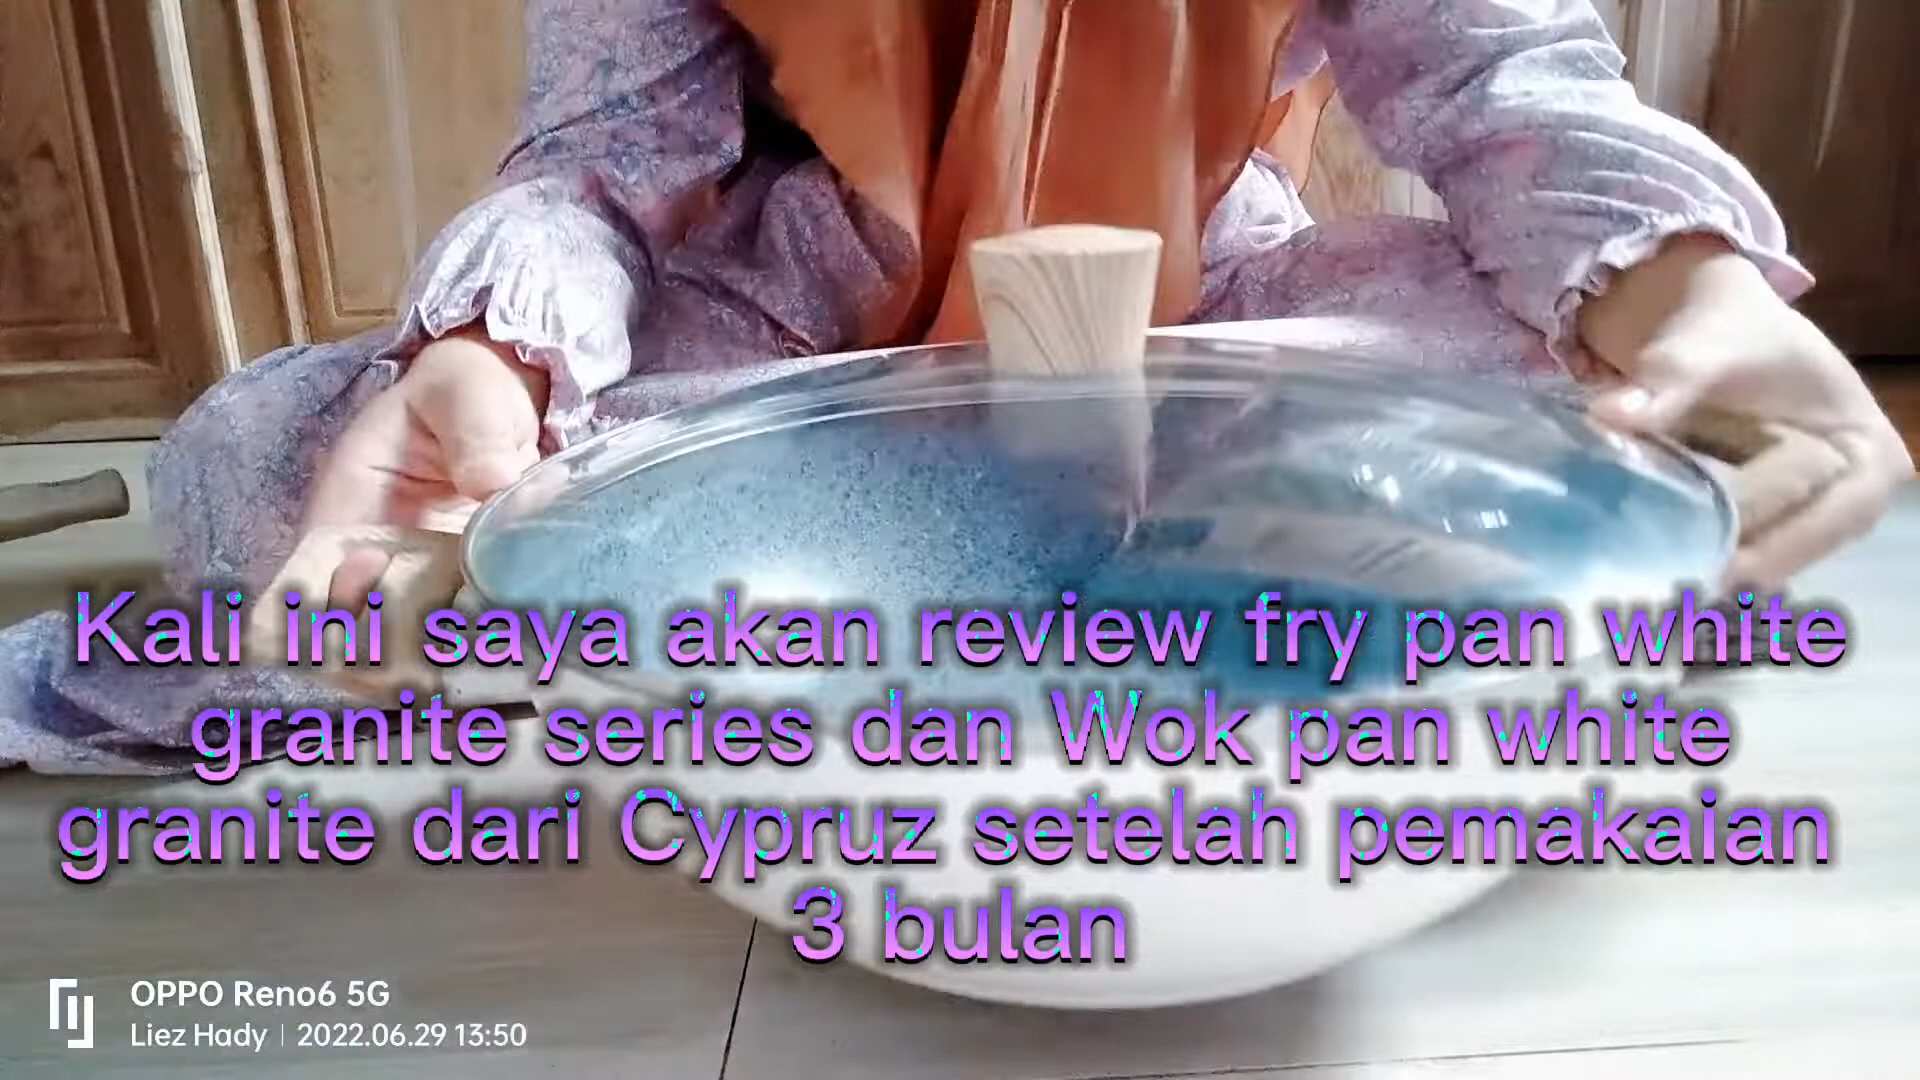 Kali ini saya akan review fry pan white
granite series dan Wok pan white
granite dari Cypruz setelah pemakaian
3 bulan
OPPO Reno6 5G
Liez Hady | 2022.06.29 13:50